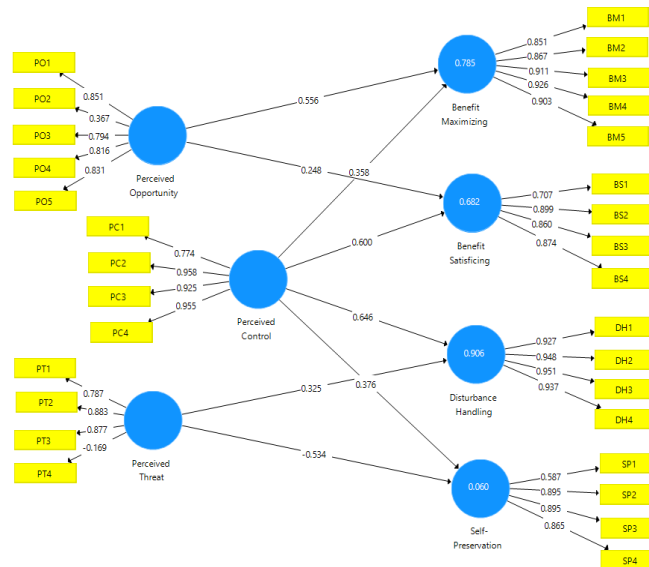 PO1
PO2
PO3
PO4
PO5
0.851
0.367
0.794
0.816
0.831
Perceived
Opportunity
PC1
PC2
PC3
PC4
0.774
0.958
0.925
0.955
Perceived
Control
PT1
PT2
PT3
PT4
0.787
0.883
0.877
-0.169
Perceived
Threat
0.556
0.248
0.358
0.600
0.646
0.376
0.325
-0.534
0.785
Benefit
Maximizing
0.851
0.867
0.911
0.926
0.903
BM1
BM2
BM3
BM4
BM5
0.682
Benefit
Satisficing
0.707
0.899
0.860
0.874
BS1
BS2
BS3
BS4
0.906
Disturbance
Handling
0.927
0.948
0.951
0.937
DH1
DH2
DH3
DH4
0.060
Self-
Preservation
0.587
0.895
0.895
0.865
SP1
SP2
SP3
SP4